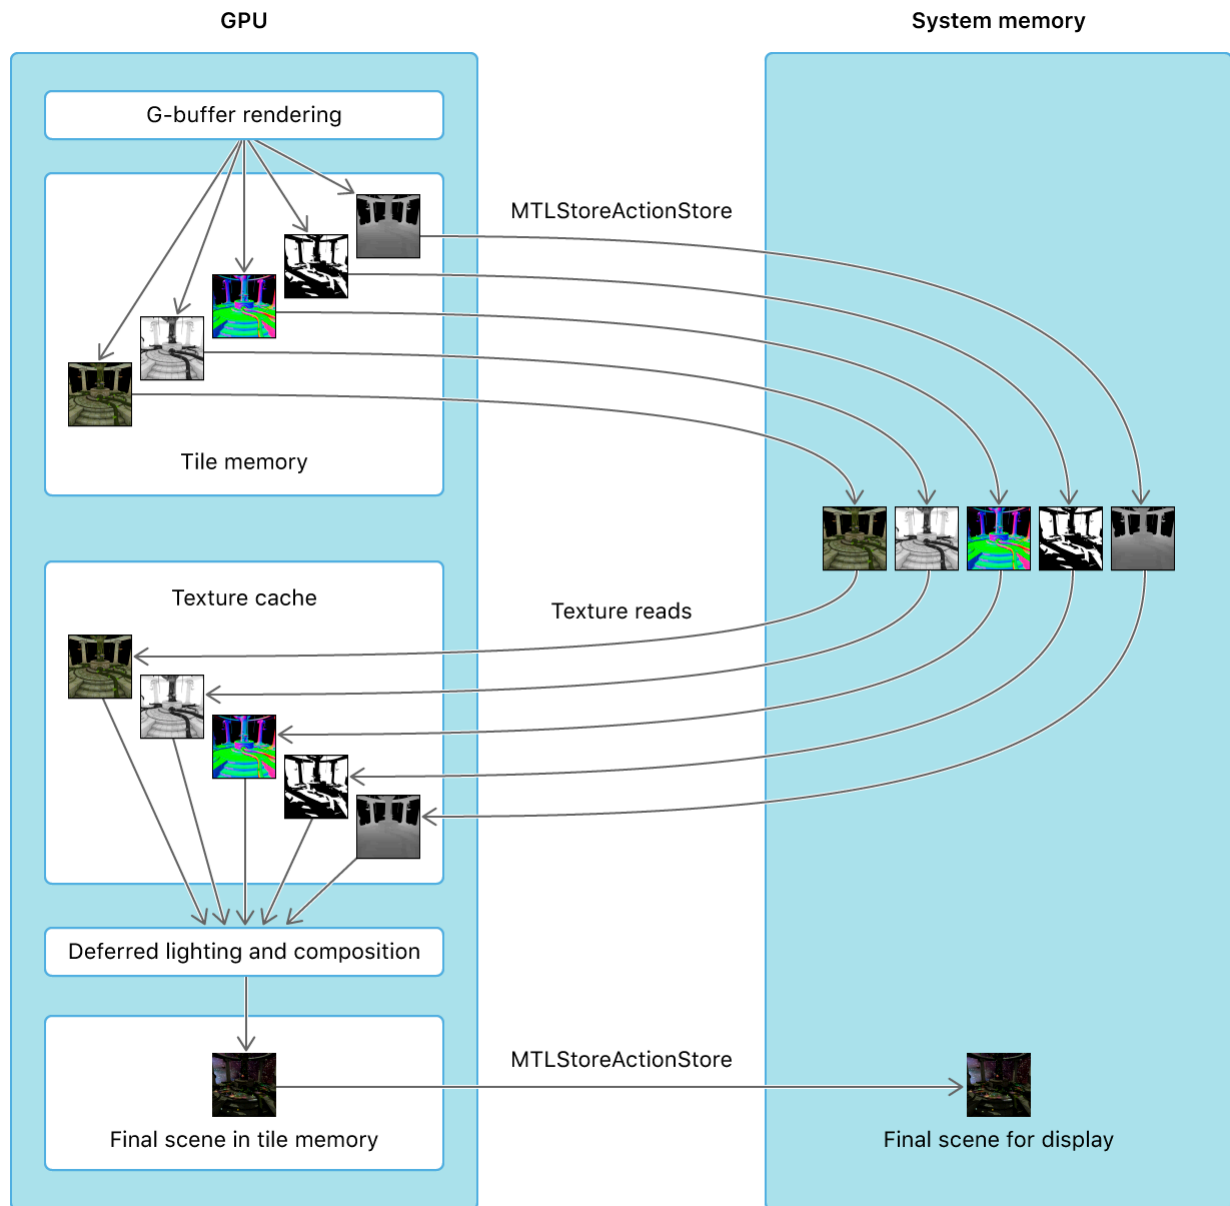 GPU
System memory
G-buffer rendering
MTLStoreActionStore
Tile memory
Texture cache
Texture reads
Deferred lighting and composition
MTLStoreActionStore
Final scene in tile memory
Final scene for display